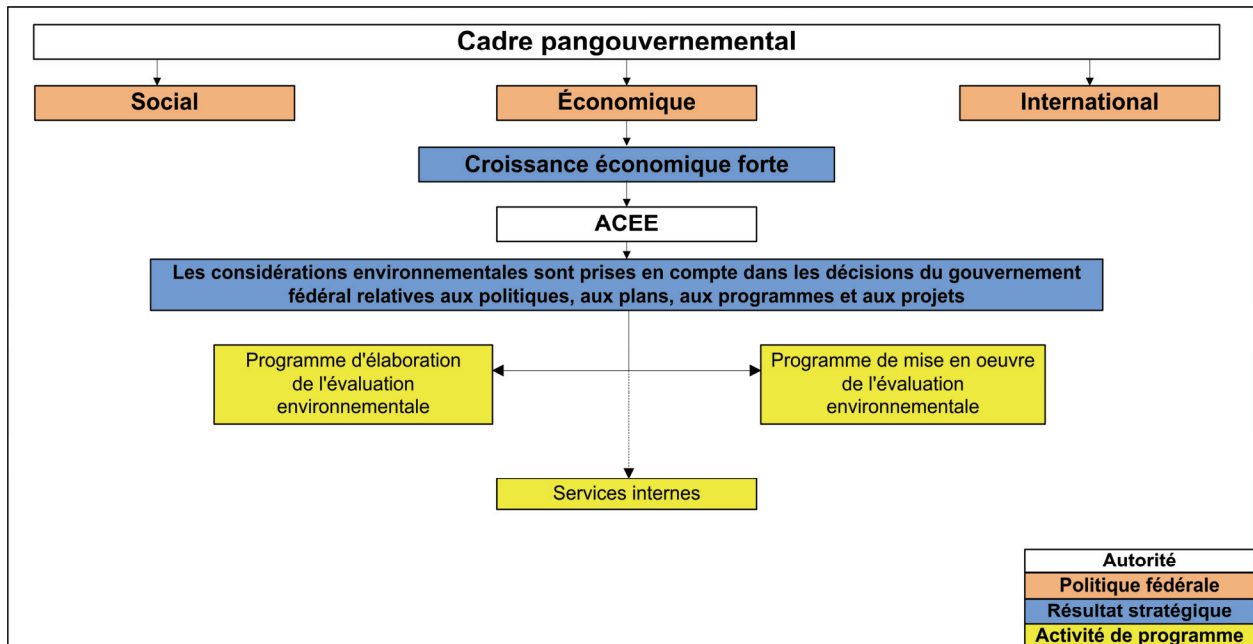 Cadre pangouvernemental
Social
Économique
International
Croissance économique forte
ACEE
Les considérations environnementales sont prises en compte dans les décisions du gouvernement
fédéral relatives aux politiques, aux plans, aux programmes et aux projets
Programme d'élaboration
de l'évaluation
environnementale
Programme de mise en oeuvre
de l'évaluation
environnementale
Services internes
Autorité
Politique fédérale
Résultat stratégique
Activité de programme